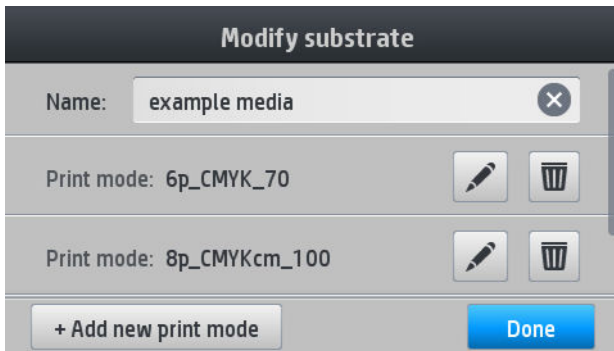 Modify substrate
Name: example media
Print mode: 6p_CMYK_70
Print mode: 8p_CMYKcm_100
+ Add new print mode Done